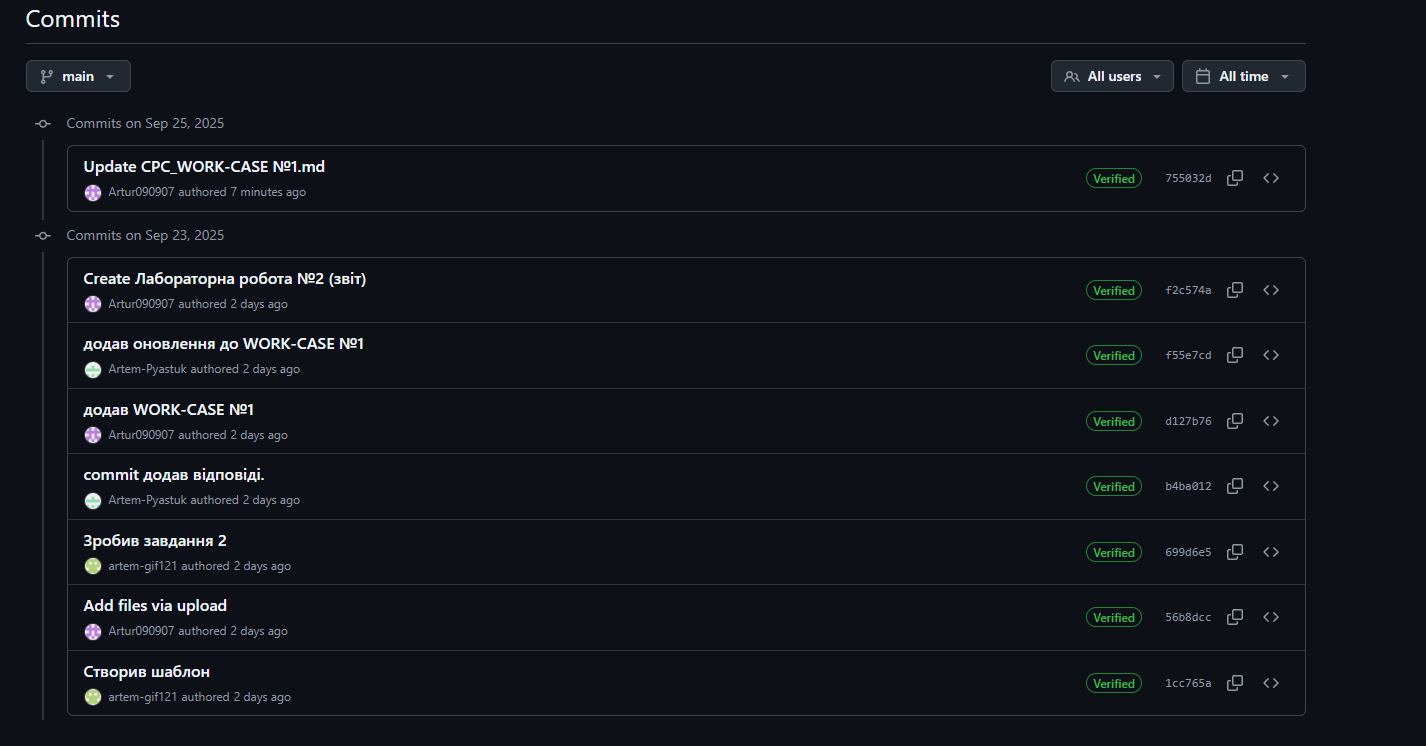 Commits
main
All users
All time
Commits on Sep 25, 2025
Update CPC_WORK-CASE №1.md
Artur090907 authored 7 minutes ago
Verified
755032d
Commits on Sep 23, 2025
Create Лабораторна робота №2 (звіт)
Artur090907 authored 2 days ago
Verified
f2c574a
додав оновлення до WORK-CASE №1
Artem-Pyastuk authored 2 days ago
Verified
f55e7cd
додав WORK-CASE №1
Artur090907 authored 2 days ago
Verified
d127b76
commit додав відповіді.
Artem-Pyastuk authored 2 days ago
Verified
b4ba012
Зробив завдання 2
artem-gif121 authored 2 days ago
Verified
699d6e5
Add files via upload
Artur090907 authored 2 days ago
Verified
56b8dcc
Створив шаблон
artem-gif121 authored 2 days ago
Verified
1cc765a